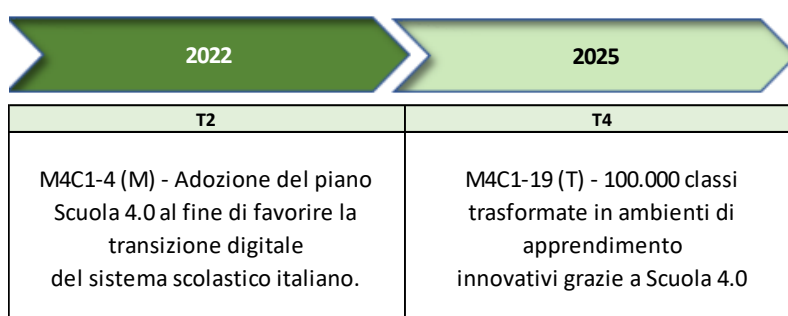 2022
2025
T2
T4
M4C1-4 (M) - Adozione del piano
Scuola 4.0 al fine di favorire la
transizione digitale
del sistema scolastico italiano.
M4C1-19 (T) - 100.000 classi
trasformate in ambienti di
apprendimento
innovativi grazie a Scuola 4.0